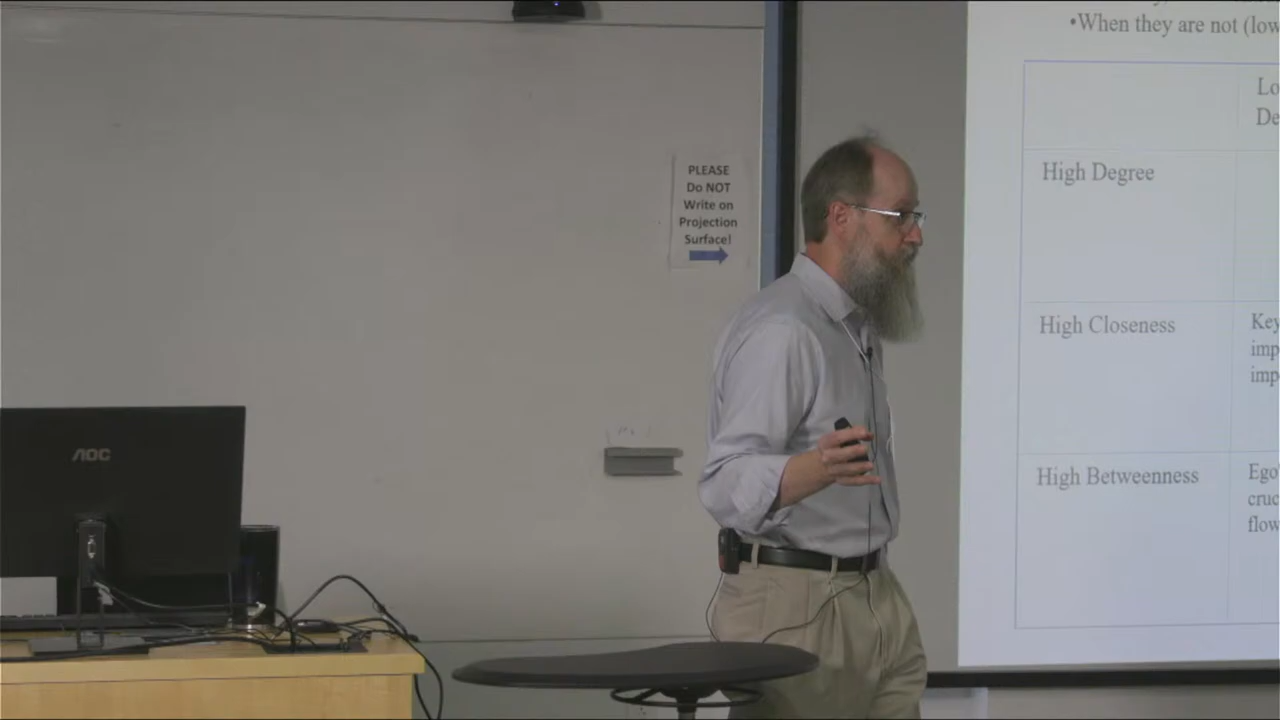 •When they are not (low
Lo
De
High Degree
High Closeness
Key
imp
imp
High Betweenness
Ego'
cruc
flow
PLEASE
Do NOT
Write on
Projection
Surface!
AOC